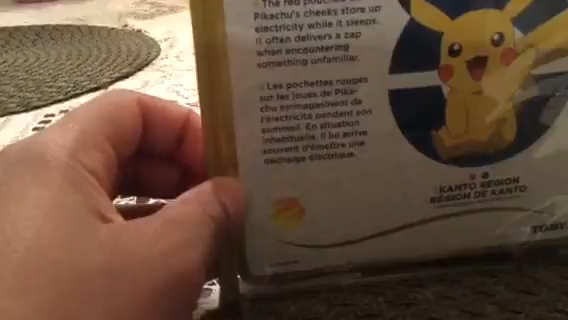 The red pouches
Pikachu's cheeks store up
electricity while it sleeps.
It often delivers a zap
when encountering
something unfamiliar.
Les pochettes rouges
sur les joues de Pika-
chu emmagasinent de
l'électricité pendant son
sommeil. En situation
inhabituelle, il lui arrive
souvent d'émettre une
décharge électrique.
KANTO REGION
RÉGION DE KANTO
TOMY